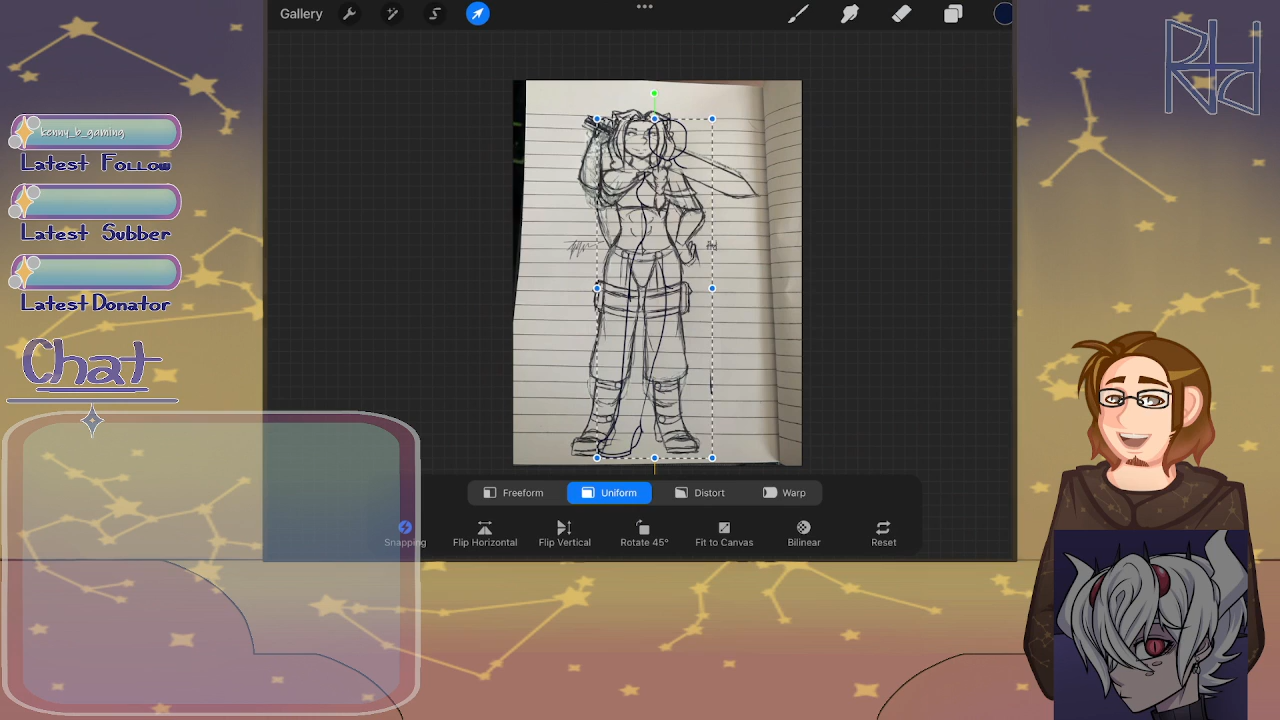 Gallery
kenny_b_gaming
Latest Follow
Latest Subber
Latest Donator
Chat
Freeform
Uniform
Distort
Warp
Snapping
Flip Horizontal
Flip Vertical
Rotate 45°
Fit to Canvas
Bilinear
Reset